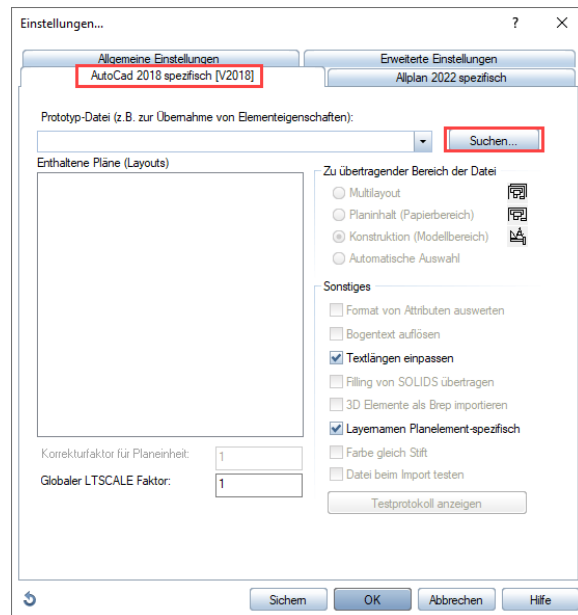 Einstellungen...
?
Allgemeine Einstellungen
Erweiterte Einstellungen
AutoCad 2018 spezifisch [V2018]
Allplan 2022 spezifisch
Prototyp-Datei (z.B. zur Übernahme von Elementeigenschaften):
Suchen...
Enthaltene Pläne (Layouts)
Zu übertragender Bereich der Datei
Multilayout
Planinhalt (Papierbereich)
Konstruktion (Modellbereich)
Automatische Auswahl
Sonstiges
Format von Attributen auswerten
Bogentext auflösen
Textlängen einpassen
Filling von SOLIDS übertragen
3D Elemente als Brep importieren
Layernamen Planelement-spezifisch
Farbe gleich Stift
Datei beim Import testen
Testprotokoll anzeigen
Korrekturfaktor für Planeinheit:
1
Globaler LTSCALE Faktor:
1
Sichern
OK
Abbrechen
Hilfe